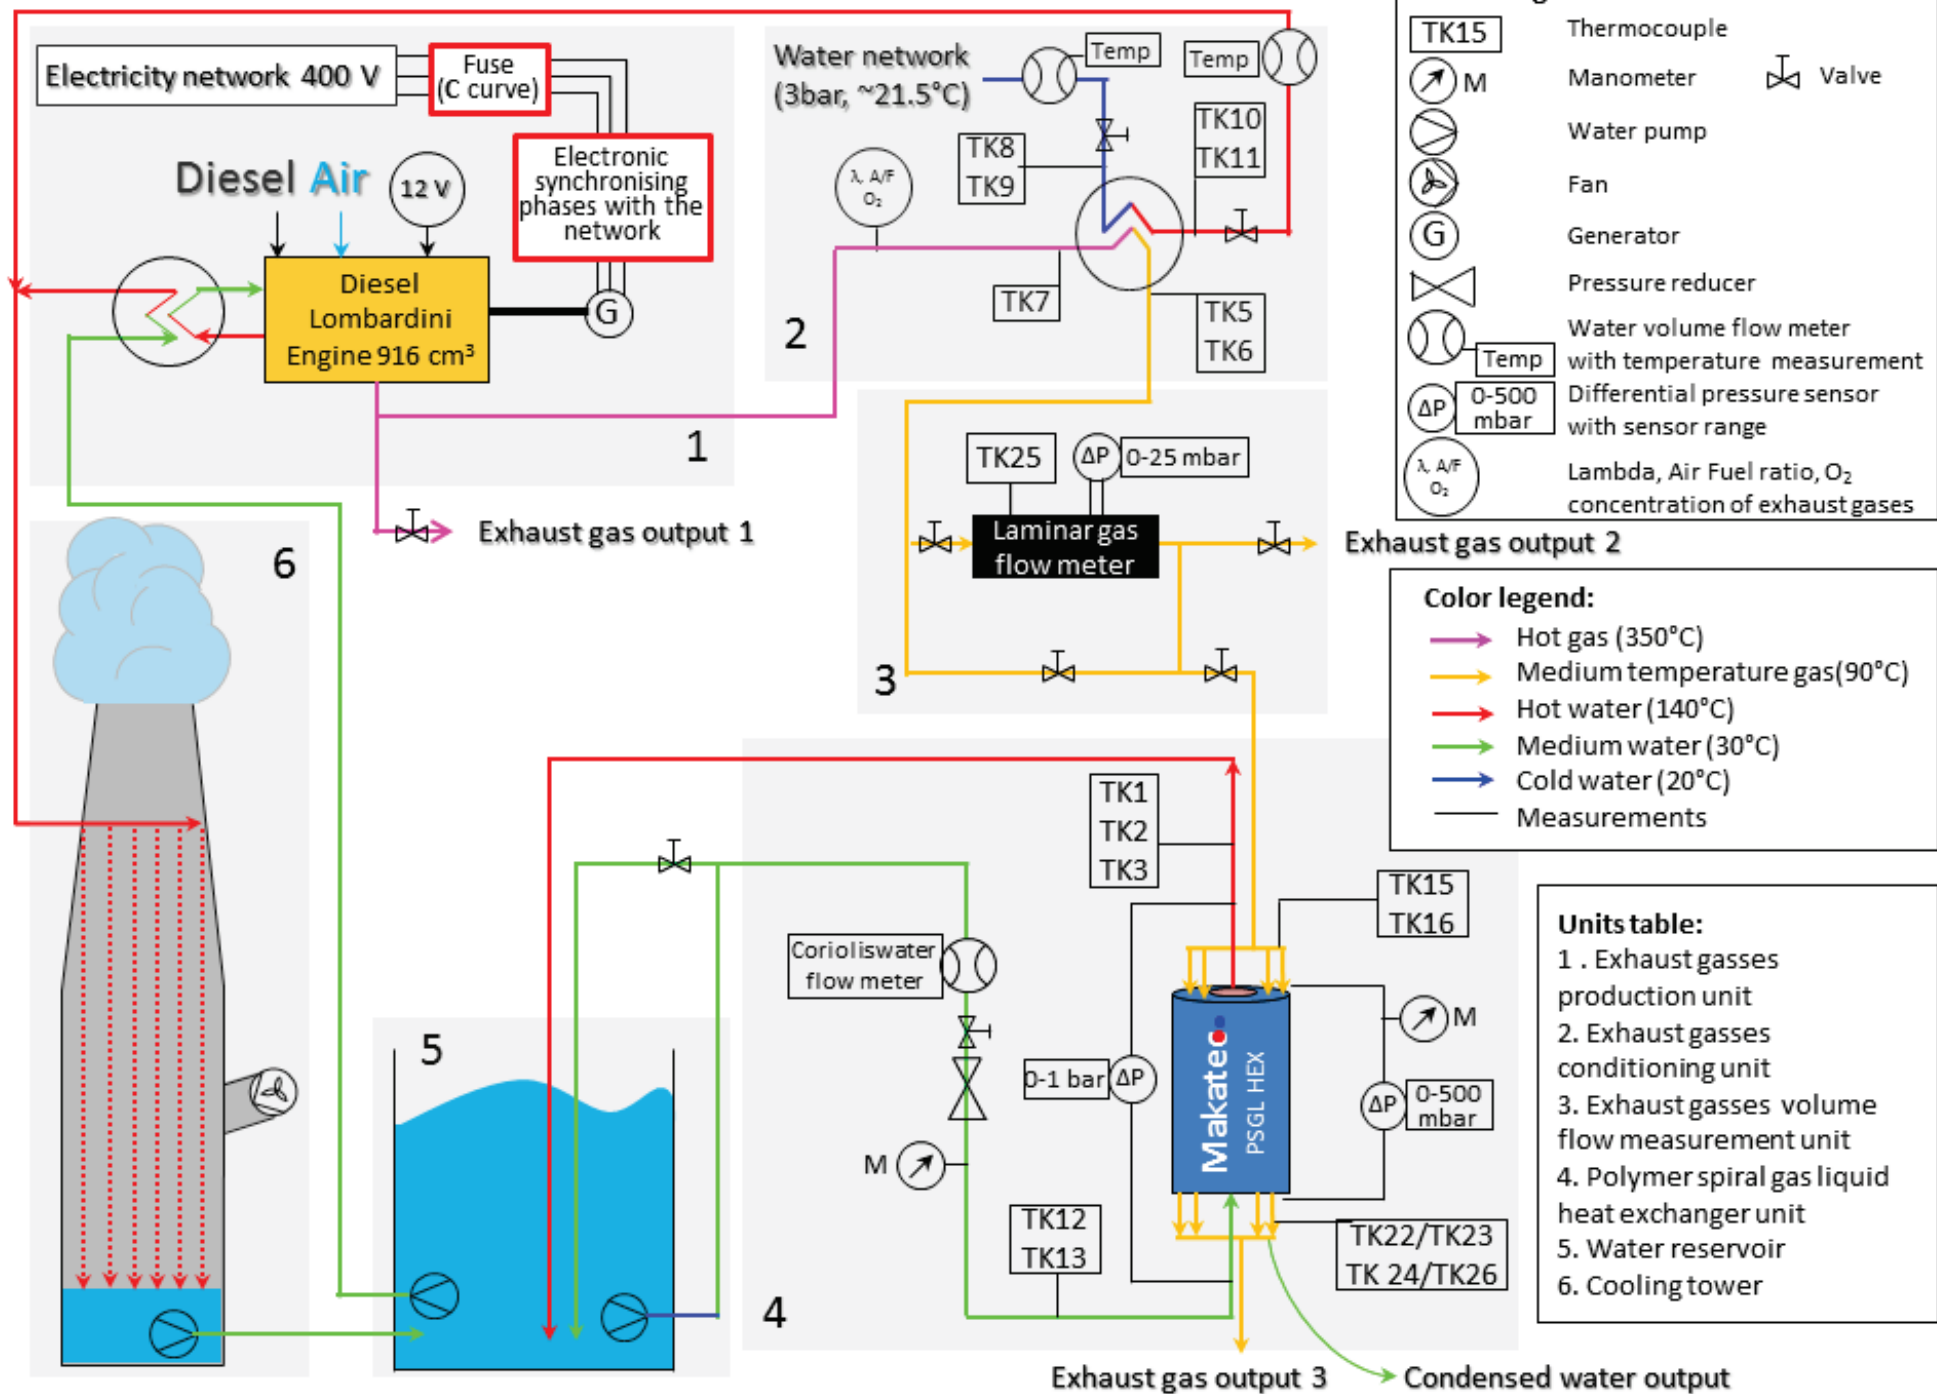 Electricity network 400 V
Fuse
(C curve)
Diesel Air
12 V
Electronic
synchronising
phases with the
network
Diesel
Lombardini
Engine 916 cm³
G
1
Exhaust gas output 1
Water network
(3bar, ~21.5°C)
Temp
Temp
TK8
TK9
TK10
TK11
λ, A/F
O₂
TK7
TK5
TK6
2
TK25
ΔP
0-25 mbar
Laminar gas
flow meter
Exhaust gas output 2
3
TK15
Thermocouple
M
Manometer
Valve
Water pump
Fan
G
Generator
Pressure reducer
Temp
Water volume flow meter
with temperature measurement
ΔP
0-500
mbar
Differential pressure sensor
with sensor range
λ, A/F
O₂
Lambda, Air Fuel ratio, O₂
concentration of exhaust gases
Color legend:
Hot gas (350°C)
Medium temperature gas(90°C)
Hot water (140°C)
Medium water (30°C)
Cold water (20°C)
Measurements
Units table:
1 . Exhaust gasses
production unit
2. Exhaust gasses
conditioning unit
3. Exhaust gasses volume
flow measurement unit
4. Polymer spiral gas liquid
heat exchanger unit
5. Water reservoir
6. Cooling tower
6
5
TK1
TK2
TK3
TK15
TK16
Corioliswater
flow meter
M
0-1 bar
ΔP
Makatec
PSGL HEX
M
ΔP
0-500
mbar
TK12
TK13
TK22/TK23
TK 24/TK26
4
Exhaust gas output 3
Condensed water output